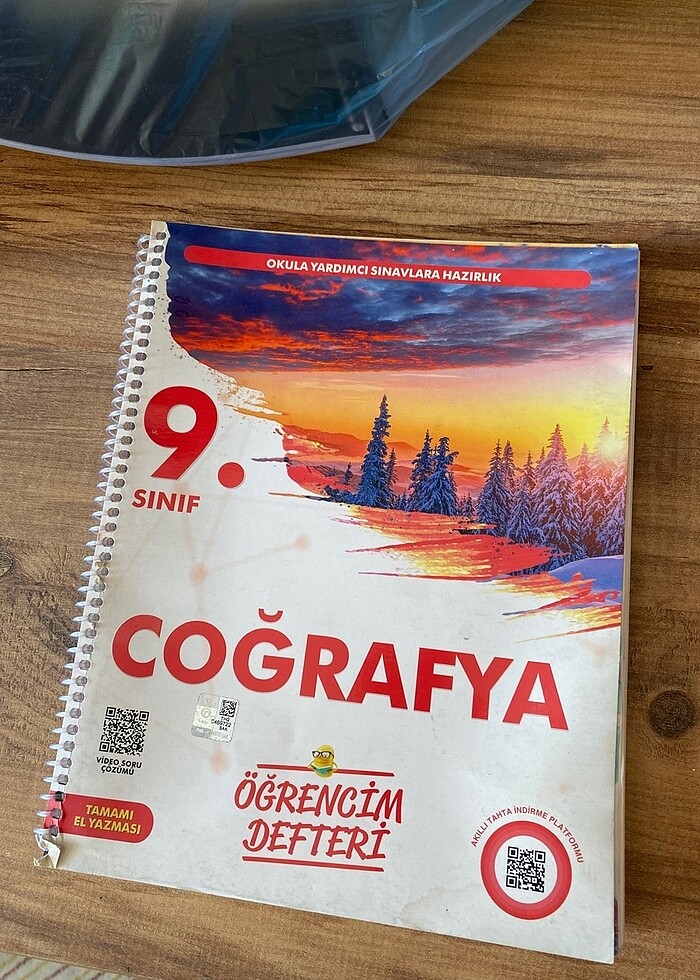 OKULA YARDIMCI SINAVLARA HAZIRLIK
9.
SINIF
COĞRAFYA
VİDEO SORU
ÇÖZÜMÜ
TAMAMI
EL YAZMASI
ÖĞRENCİM
DEFTERİ
AKILLI TAHTA İNDİRME PLATFORMU